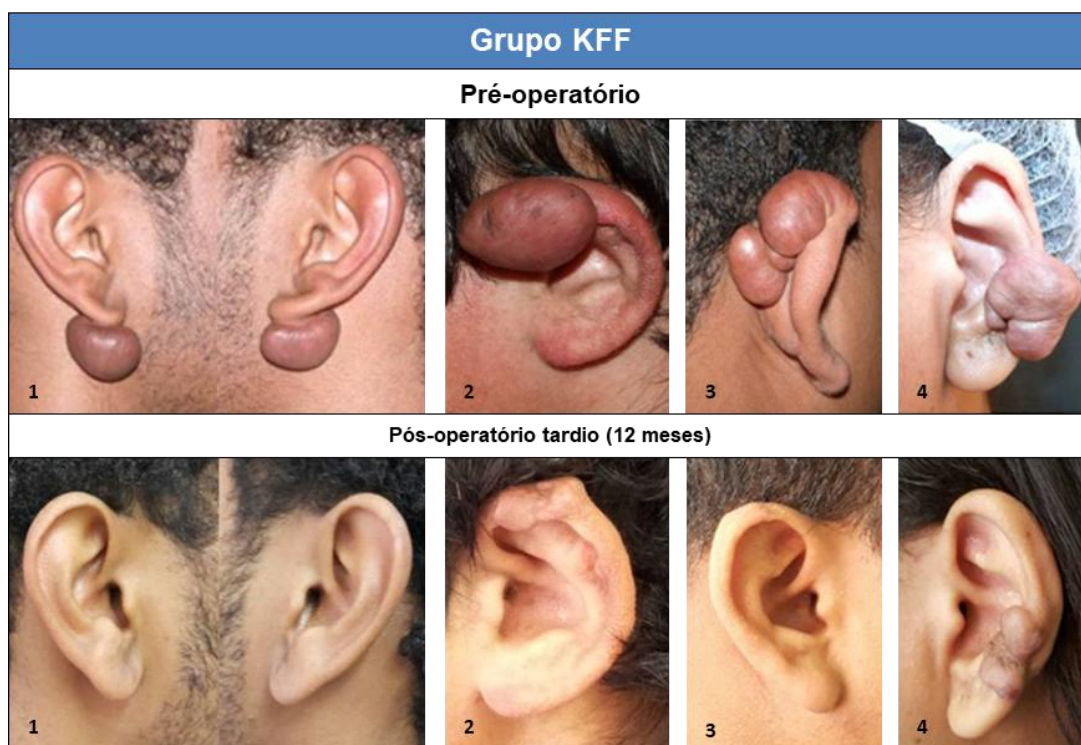 Grupo KFF
Pré-operatório
1 2 3 4
Pós-operatório tardio (12 meses)
1 2 3 4